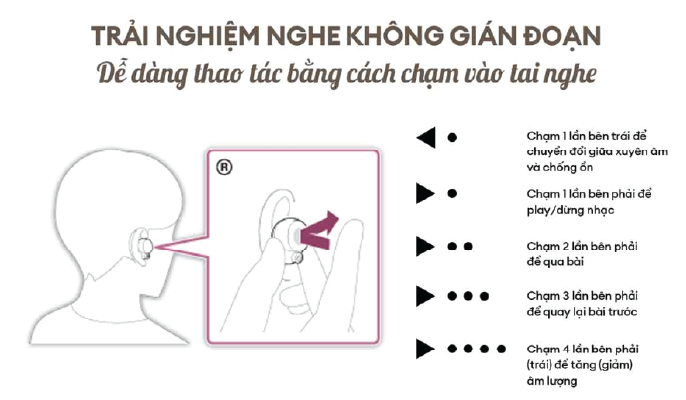 TRẢI NGHIỆM NGHE KHÔNG GIÁN ĐOẠN
Dễ dàng thao tác bằng cách chạm vào tai nghe
Ⓡ
Chạm 1 lần bên trái để
chuyển đổi giữa xuyên âm
và chống ồn
Chạm 1 lần bên phải để
play/dừng nhạc
Chạm 2 lần bên phải
để qua bài
Chạm 3 lần bên phải
để quay lại bài trước
Chạm 4 lần bên phải
(trái) để tăng (giảm)
âm lượng